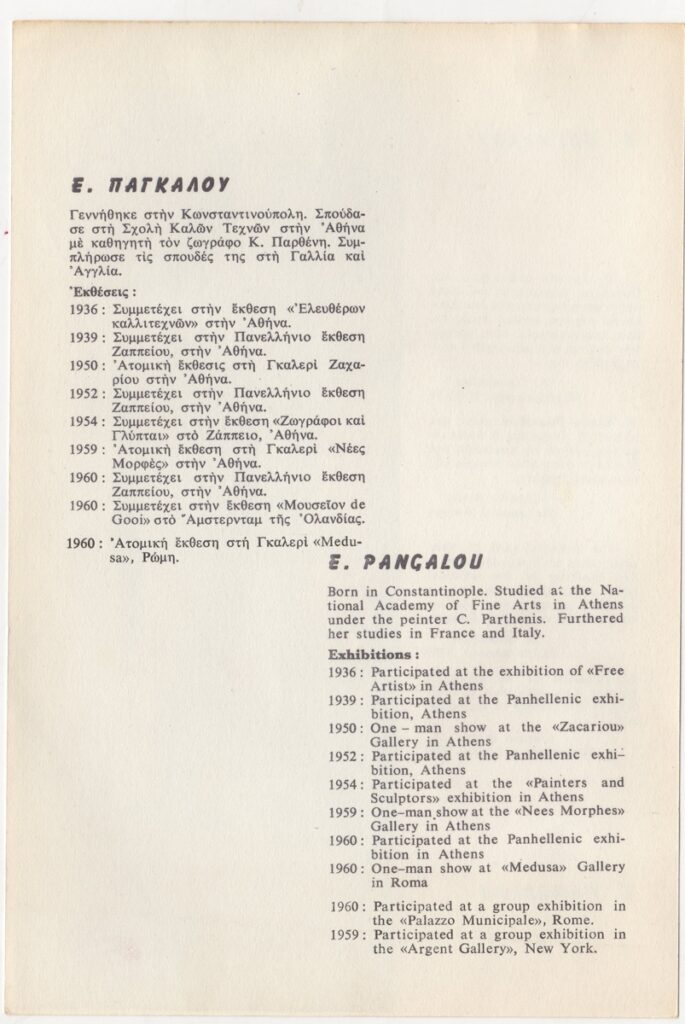 Ε. ΠΑΓΚΑΛΟΥ
Γεννήθηκε στὴν Κωνσταντινούπολη. Σπούδα-
σε στὴ Σχολὴ Καλῶν Τεχνῶν στὴν Ἀθήνα
μὲ καθηγητὴ τὸν ζωγράφο Κ. Παρθένη. Συμ-
πλήρωσε τὶς σπουδές της στὴ Γαλλία καὶ
Ἀγγλία.
Ἐκθέσεις :
1936 : Συμμετέχει στὴν ἔκθεση «Ἐλευθέρων
καλλιτεχνῶν» στὴν Ἀθήνα.
1939 : Συμμετέχει στὴν Πανελλήνιο ἔκθεση
Ζαππείου, στὴν Ἀθήνα.
1950 : Ἀτομικὴ ἔκθεσις στὴ Γκαλερὶ Ζαχα-
ρίου στὴν Ἀθήνα.
1952 : Συμμετέχει στὴν Πανελλήνιο ἔκθεση
Ζαππείου, στὴν Ἀθήνα.
1954 : Συμμετέχει στὴν ἔκθεση «Ζωγράφοι καὶ
Γλύπται» στὸ Ζάππειο, Ἀθήνα.
1959 : Ἀτομικὴ ἔκθεση στὴ Γκαλερὶ «Νέες
Μορφὲς» στὴν Ἀθήνα.
1960 : Συμμετέχει στὴν Πανελλήνιο ἔκθεση
Ζαππείου, στὴν Ἀθήνα.
1960 : Συμμετέχει στὴν ἔκθεση «Μουσεῖον de
Gooi» στὸ Ἄμστερνταμ τῆς Ὁλανδίας.
1960 : Ἀτομικὴ ἔκθεση στὴ Γκαλερὶ «Medu-
sa», Ρώμη.
E. PANGALOU
Born in Constantinople. Studied at the Na-
tional Academy of Fine Arts in Athens
under the peinter C. Parthenis. Furthered
her studies in France and Italy.
Exhibitions :
1936 : Participated at the exhibition of «Free
Artist» in Athens
1939 : Participated at the Panhellenic exhi-
bition, Athens
1950 : One – man show at the «Zacariou»
Gallery in Athens
1952 : Participated at the Panhellenic exhi-
bition, Athens
1954 : Participated at the «Painters and
Sculptors» exhibition in Athens
1959 : One–man show at the «Nees Morphes»
Gallery in Athens
1960 : Participated at the Panhellenic exhi-
bition in Athens
1960 : One–man show at «Medusa» Gallery
in Roma
1960 : Participated at a group exhibition in
the «Palazzo Municipale», Rome.
1959 : Participated at a group exhibition in
the «Argent Gallery», New York.